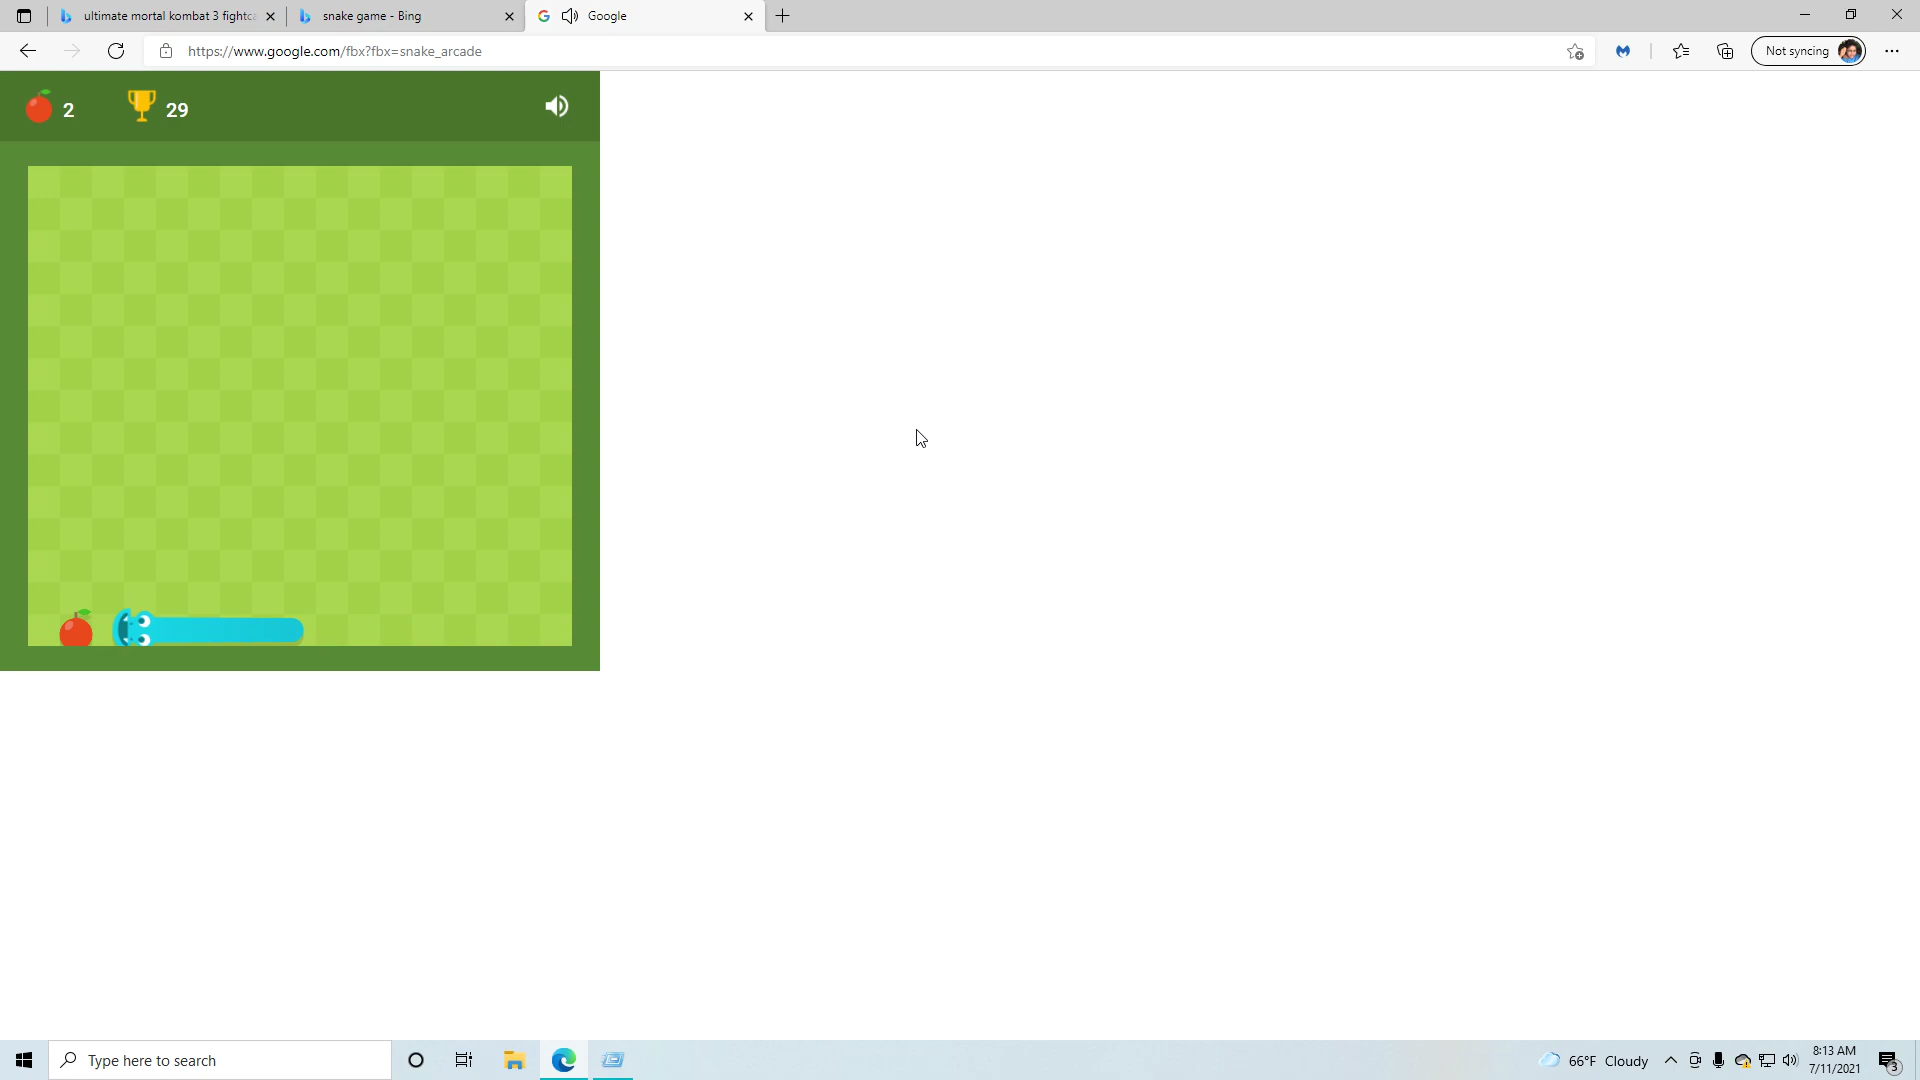 ultimate mortal kombat 3 fightca
snake game - Bing
Google
https://www.google.com/fbx?fbx=snake_arcade
Not syncing
2
29
Type here to search
66°F Cloudy
8:13 AM
7/11/2021
3